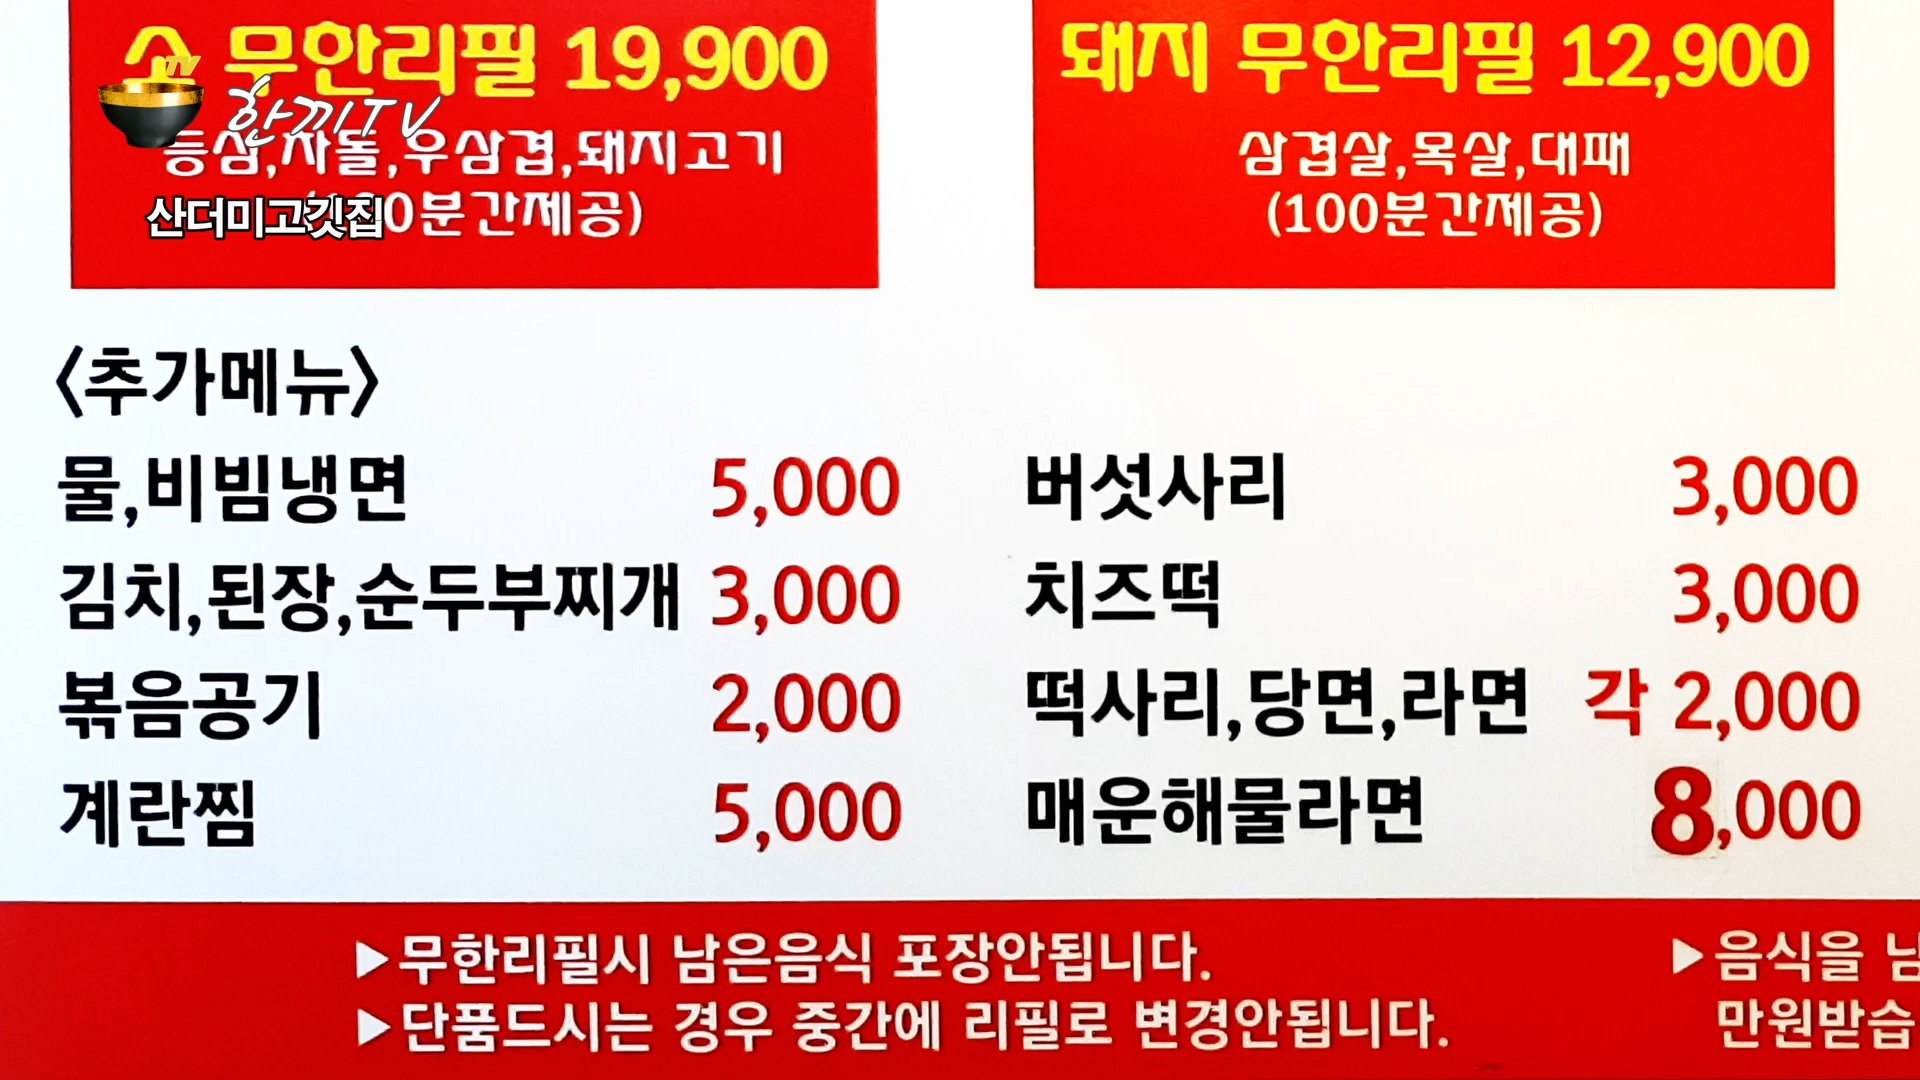 소 무한리필 19,900
TV
한끼TV
등심,차돌,우삼겹,돼지고기
산더미고깃집
0분간제공)
돼지 무한리필 12,900
삼겹살,목살,대패
(100분간제공)
<추가메뉴>
물,비빔냉면 5,000
김치,된장,순두부찌개 3,000
볶음공기 2,000
계란찜 5,000
버섯사리 3,000
치즈떡 3,000
떡사리,당면,라면 각 2,000
매운해물라면 8,000
▶무한리필시 남은음식 포장안됩니다.
▶단품드시는 경우 중간에 리필로 변경안됩니다.
▶음식을 남
만원받습